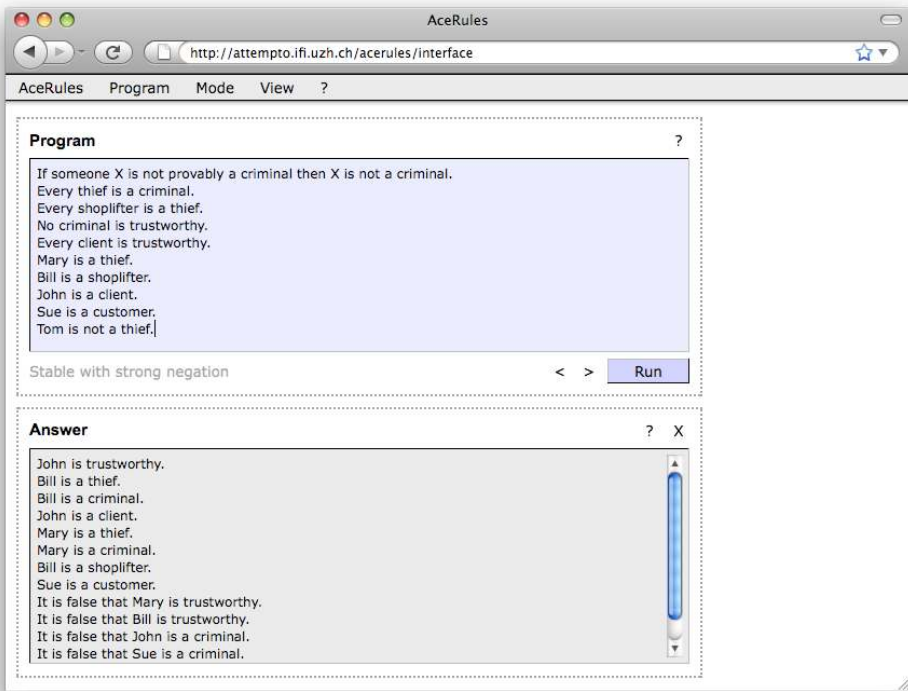 AceRules
http://attempto.ifi.uzh.ch/acerules/interface
AceRules Program Mode View ?
Program ?
If someone X is not provably a criminal then X is not a criminal.
Every thief is a criminal.
Every shoplifter is a thief.
No criminal is trustworthy.
Every client is trustworthy.
Mary is a thief.
Bill is a shoplifter.
John is a client.
Sue is a customer.
Tom is not a thief.
Stable with strong negation < > Run
Answer ? X
John is trustworthy.
Bill is a thief.
Bill is a criminal.
John is a client.
Mary is a thief.
Mary is a criminal.
Bill is a shoplifter.
Sue is a customer.
It is false that Mary is trustworthy.
It is false that Bill is trustworthy.
It is false that John is a criminal.
It is false that Sue is a criminal.